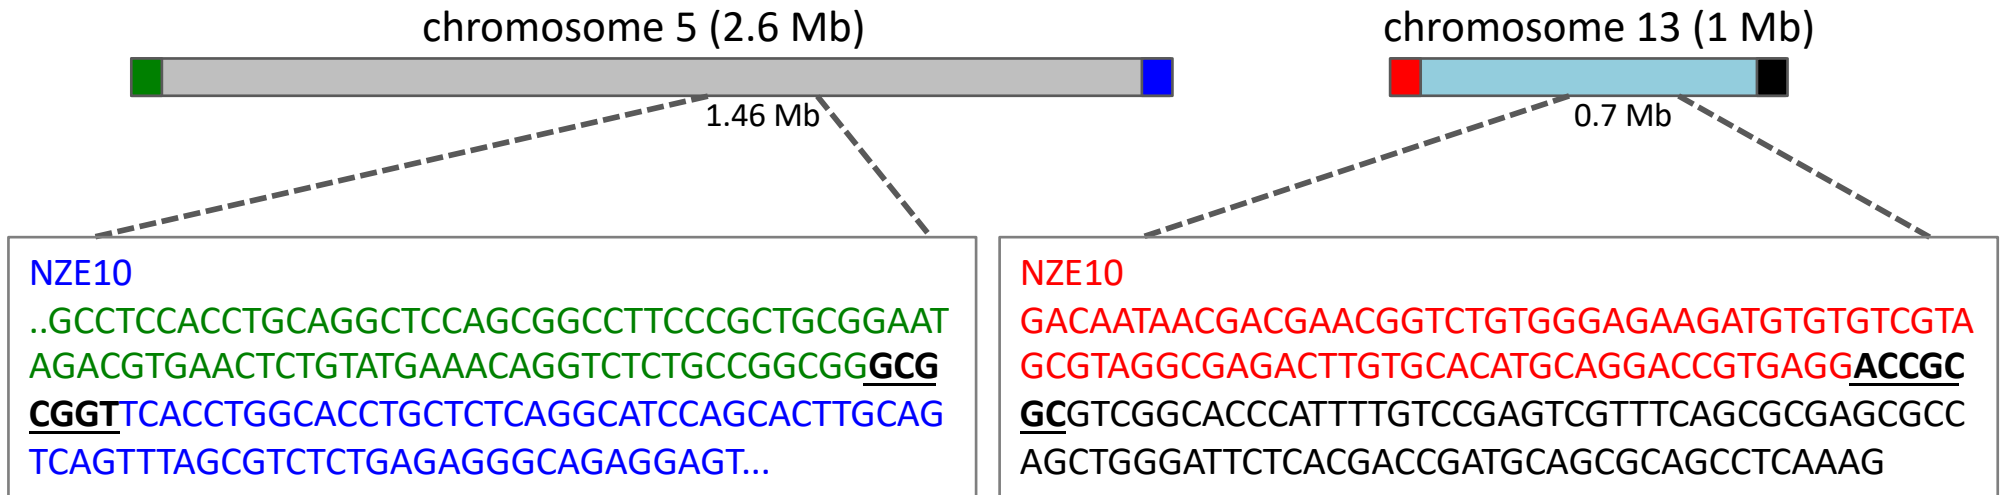 chromosome 5 (2.6 Mb)
chromosome 13 (1 Mb)
1.46 Mb
0.7 Mb
NZE10
..GCCTCCACCTGCAGGCTCCAGCGGCCTTCCCGCTGCGGAAT
AGACGTGAACTCTGTATGAAACAGGTCTCTGCCGGCGGGCG
CGGTTCACCTGGCACCTGCTCTCAGGCATCCAGCACTTGCAG
TCAGTTTAGCGTCTCTGAGAGGGCAGAGGAGT...
NZE10
GACAATAACGACGAACGGTCTGTGGGAGAAGATGTGTGTCGTA
GCGTAGGCGAGACTTGTGCACATGCAGGACCGTGAGGACCGC
GCGTCGGCACCCATTTTGTCCGAGTCGTTTCAGCGCGAGCGCC
AGCTGGGATTCTCACGACCGATGCAGCGCAGCCTCAAAG